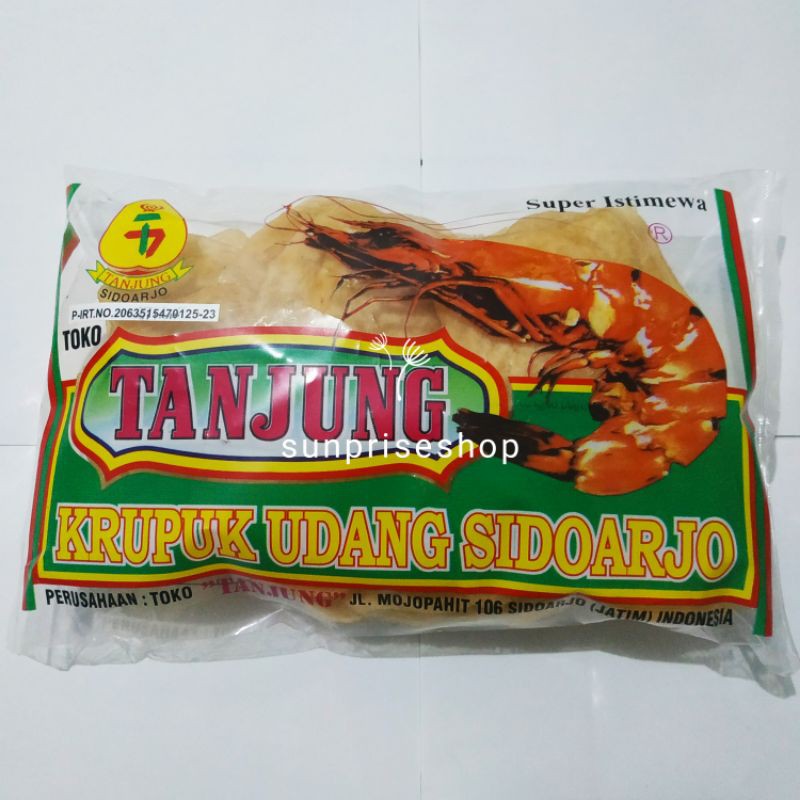 Super Istimewa
®
TANJUNG
SIDOARJO
P-IRT.NO.2063515470125-23
TOKO
TANJUNG
sunpriseshop
KRUPUK UDANG SIDOARJO
PERUSAHAAN : TOKO "TANJUNG" JL. MOJOPAHIT 106 SIDOARJO (JATIM) INDONESIA